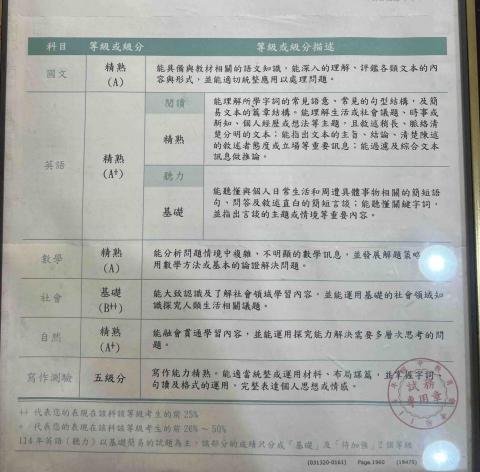 科目 等級或級分 等級或級分描述
國文 精熟 (A) 能具備與教材相關的語文知識，能深入的理解、評鑑各類文本的內
容與形式，並能適切統整應用以處理問題。
英語 精熟 (A⁺)
閱讀 精熟
能理解所學字詞的常見語意、常見的句型結構，及簡
易文本的篇章結構。能理解生活或社會議題、時事或
新知、個人經歷或想法等主題，且敘述稍長、脈絡清
楚分明的文本；能指出文本的主旨、結論、清楚陳述
的敘述者態度或立場等重要訊息；能過濾及綜合文本
訊息做推論。
聽力 基礎
能聽懂與個人日常生活和周遭具體事物相關的簡短語
句、問答及敘述直白的簡短言談；能聽懂關鍵字詞，
並指出言談的主題或情境等重要內容。
數學 精熟 (A) 能分析問題情境中複雜、不明顯的數學訊息，並發展解題策略
用數學方法或基本的論證解決問題。
社會 基礎 (B⁺⁺) 能大致認識及了解社會領域學習內容，並能運用基礎的社會領域知
識探究人類生活相關議題。
自然 精熟 (A⁺) 能融會貫通學習內容，並能運用探究能力解決需要多層次思考的問
題。
寫作測驗 五級分 寫作能力精熟。能適當統整或運用材料、布局謀篇，並掌握字詞、
句讀及格式的運用，完整表達個人思想或情感。
試務
專用章
++ 代表您的表現在該科該等級考生的前 25%
+ 代表您的表現在該科該等級考生的前 26% ~ 50%
114年英語（聽力）以基礎簡易的試題為主，該部分的成績只分成「基礎」及「待加強」2個等級
(031320-0161) Page.1960 (19475)